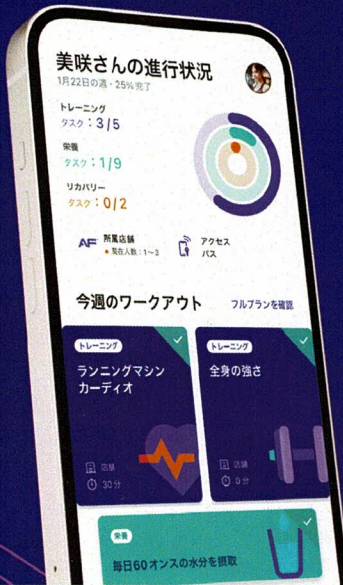 美咲さんの進行状況
1月22日の週・25%完了
トレーニング
タスク：3/5
栄養
タスク：1/9
リカバリー
タスク：0/2
AF 所属店舗
現在人数：1〜3
アクセス
パス
今週のワークアウト
フルプランを確認
トレーニング
ランニングマシン
カーディオ
店舗
30分
トレーニング
全身の強さ
店舗
0分
栄養
毎日60オンスの水分を摂取